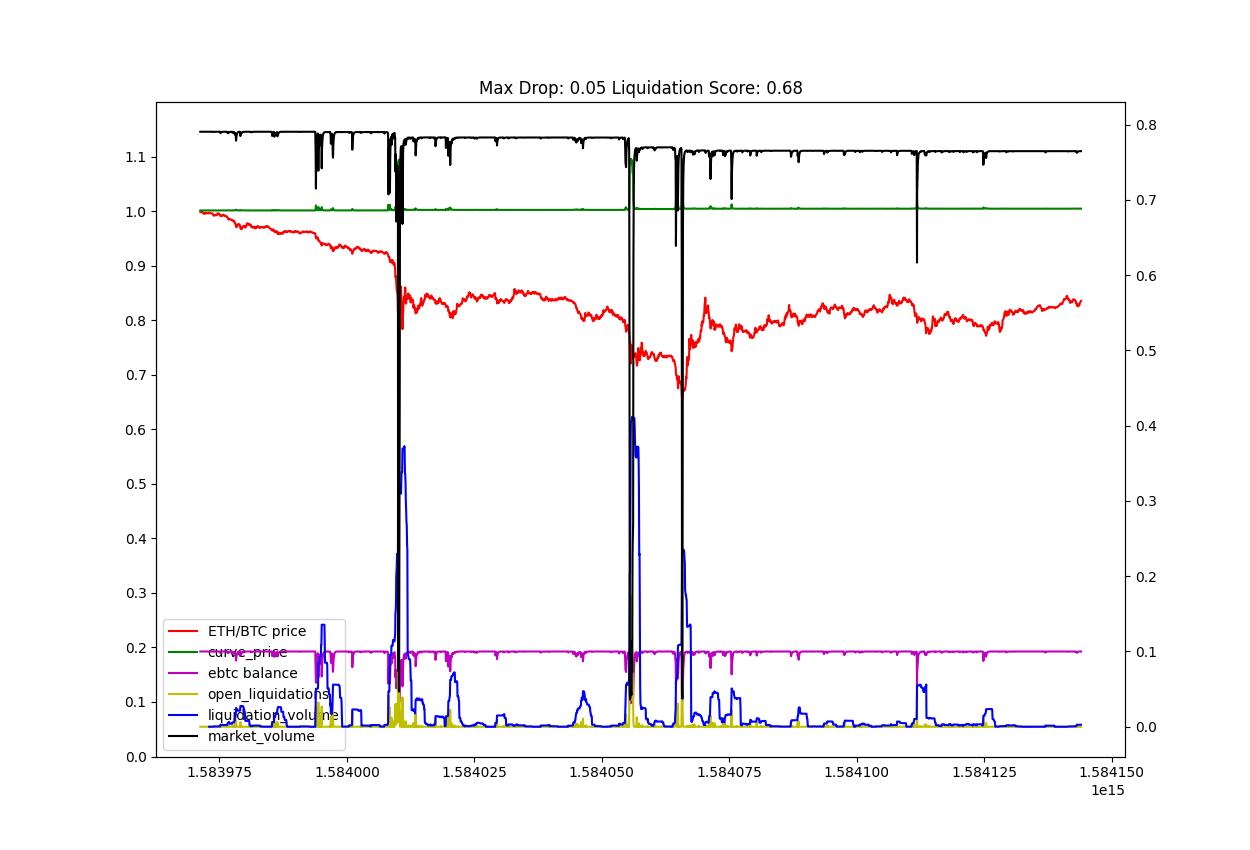 Max Drop: 0.05 Liquidation Score: 0.68
1.1
1.0
0.9
0.8
0.7
0.6
0.5
0.4
0.3
0.2
0.1
0.0
0.8
0.7
0.6
0.5
0.4
0.3
0.2
0.1
0.0
ETH/BTC price
curve_price
ebtc balance
open_liquidations
liquidation_volume
market_volume
1.583975 1.584000 1.584025 1.584050 1.584075 1.584100 1.584125 1.584150
1e15